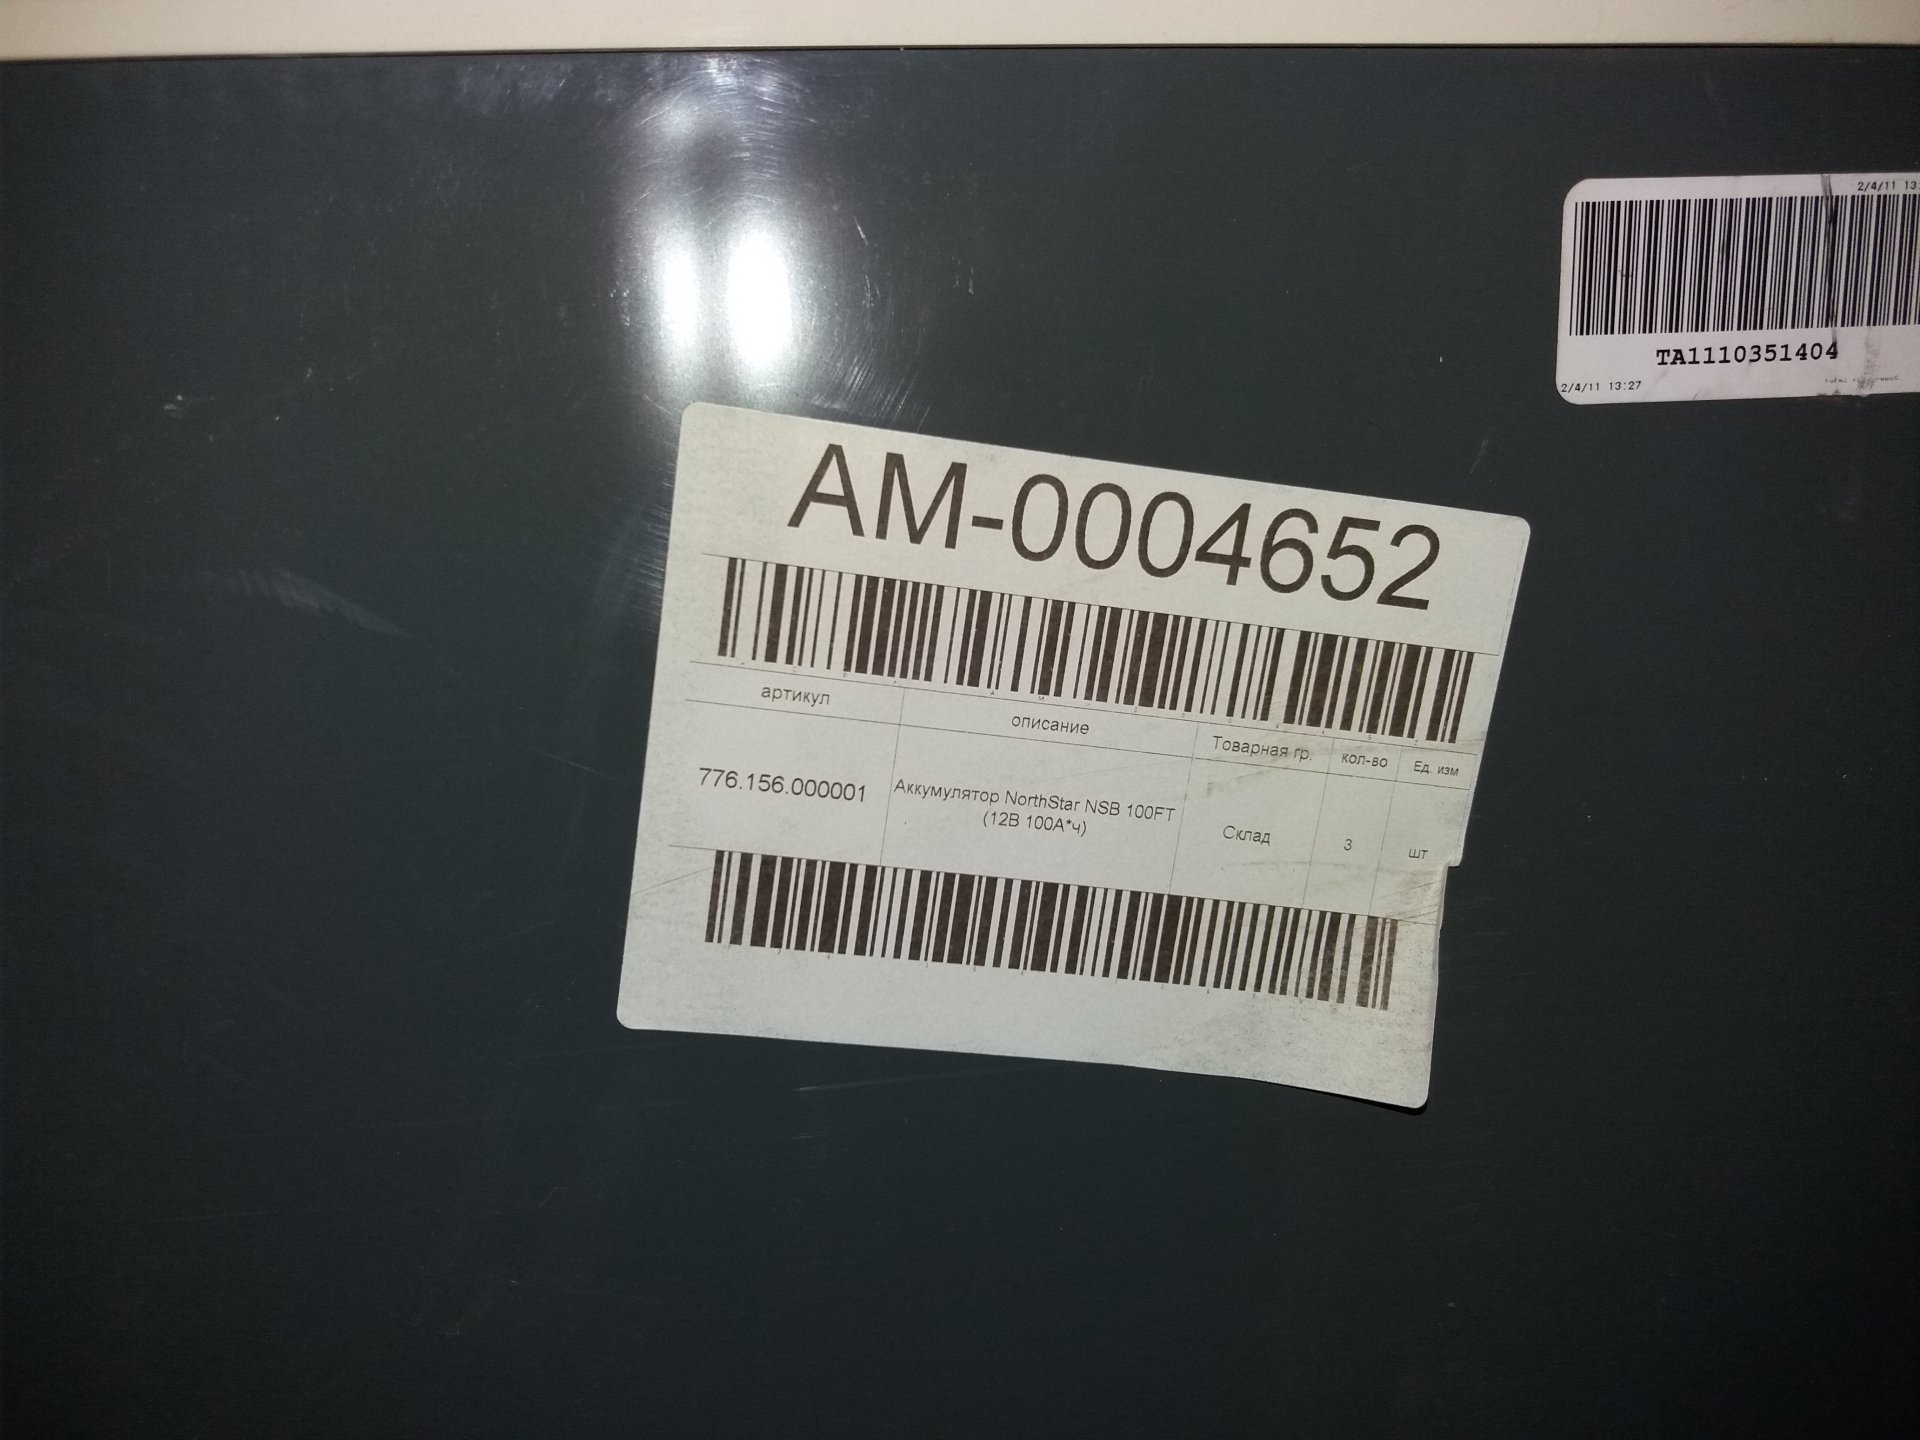 2/4/11 13:
TA1110351404
2/4/11 13:27
AM-0004652
артикул
описание
Товарная гр.
кол-во
Ед. изм
776.156.000001
Аккумулятор NorthStar NSB 100FT
(12В 100А*ч)
Склад
3
шт